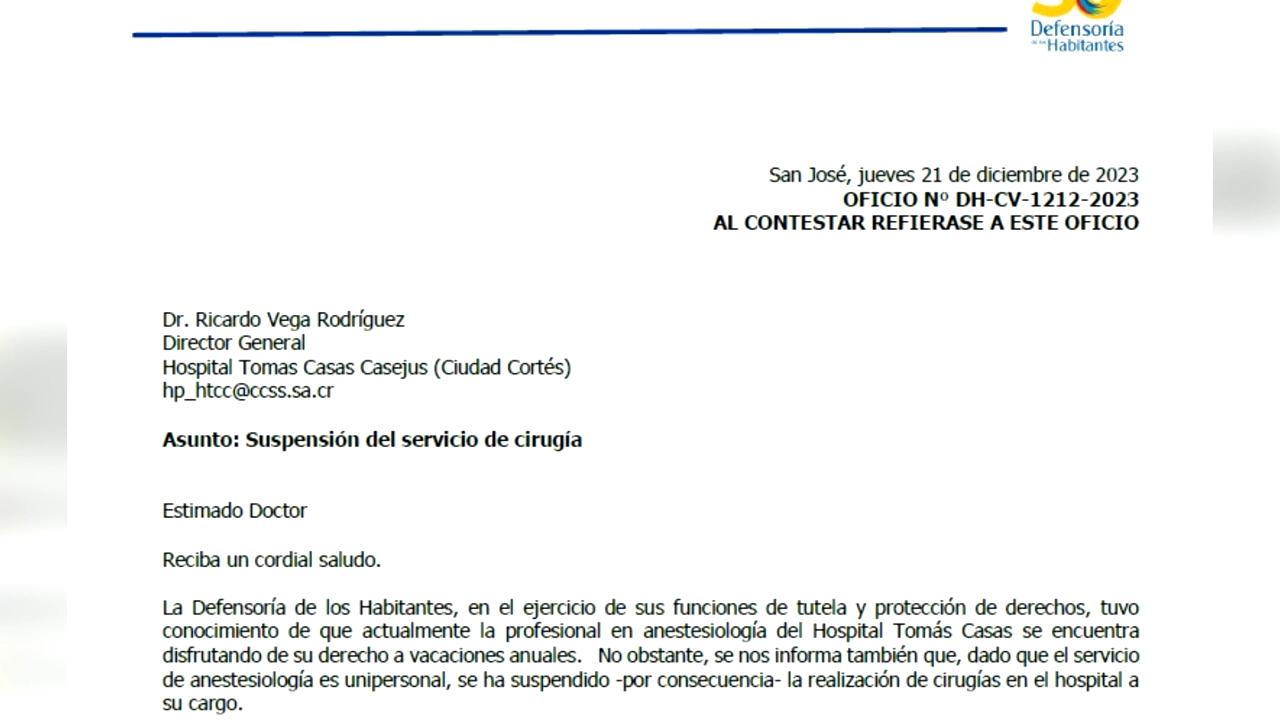 Defensoría
de los Habitantes
San José, jueves 21 de diciembre de 2023
OFICIO Nº DH-CV-1212-2023
AL CONTESTAR REFIERASE A ESTE OFICIO
Dr. Ricardo Vega Rodríguez
Director General
Hospital Tomas Casas Casejus (Ciudad Cortés)
hp_htcc@ccss.sa.cr
Asunto: Suspensión del servicio de cirugía
Estimado Doctor
Reciba un cordial saludo.
La Defensoría de los Habitantes, en el ejercicio de sus funciones de tutela y protección de derechos, tuvo
conocimiento de que actualmente la profesional en anestesiología del Hospital Tomás Casas se encuentra
disfrutando de su derecho a vacaciones anuales. No obstante, se nos informa también que, dado que el servicio
de anestesiología es unipersonal, se ha suspendido -por consecuencia- la realización de cirugías en el hospital a
su cargo.